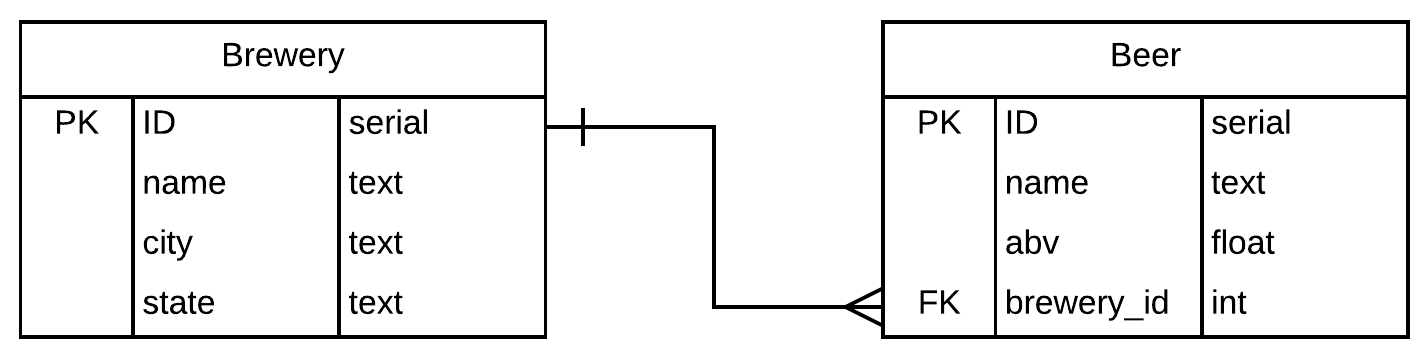 Brewery
PK ID serial
name text
city text
state text
Beer
PK ID serial
name text
abv float
FK brewery_id int